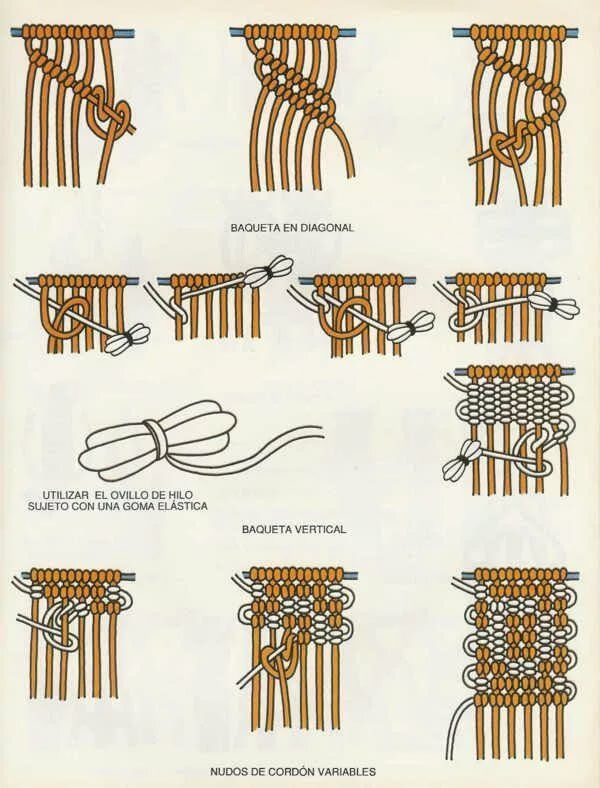 BAQUETA EN DIAGONAL
UTILIZAR EL OVILLO DE HILO
SUJETO CON UNA GOMA ELÁSTICA
BAQUETA VERTICAL
NUDOS DE CORDÓN VARIABLES